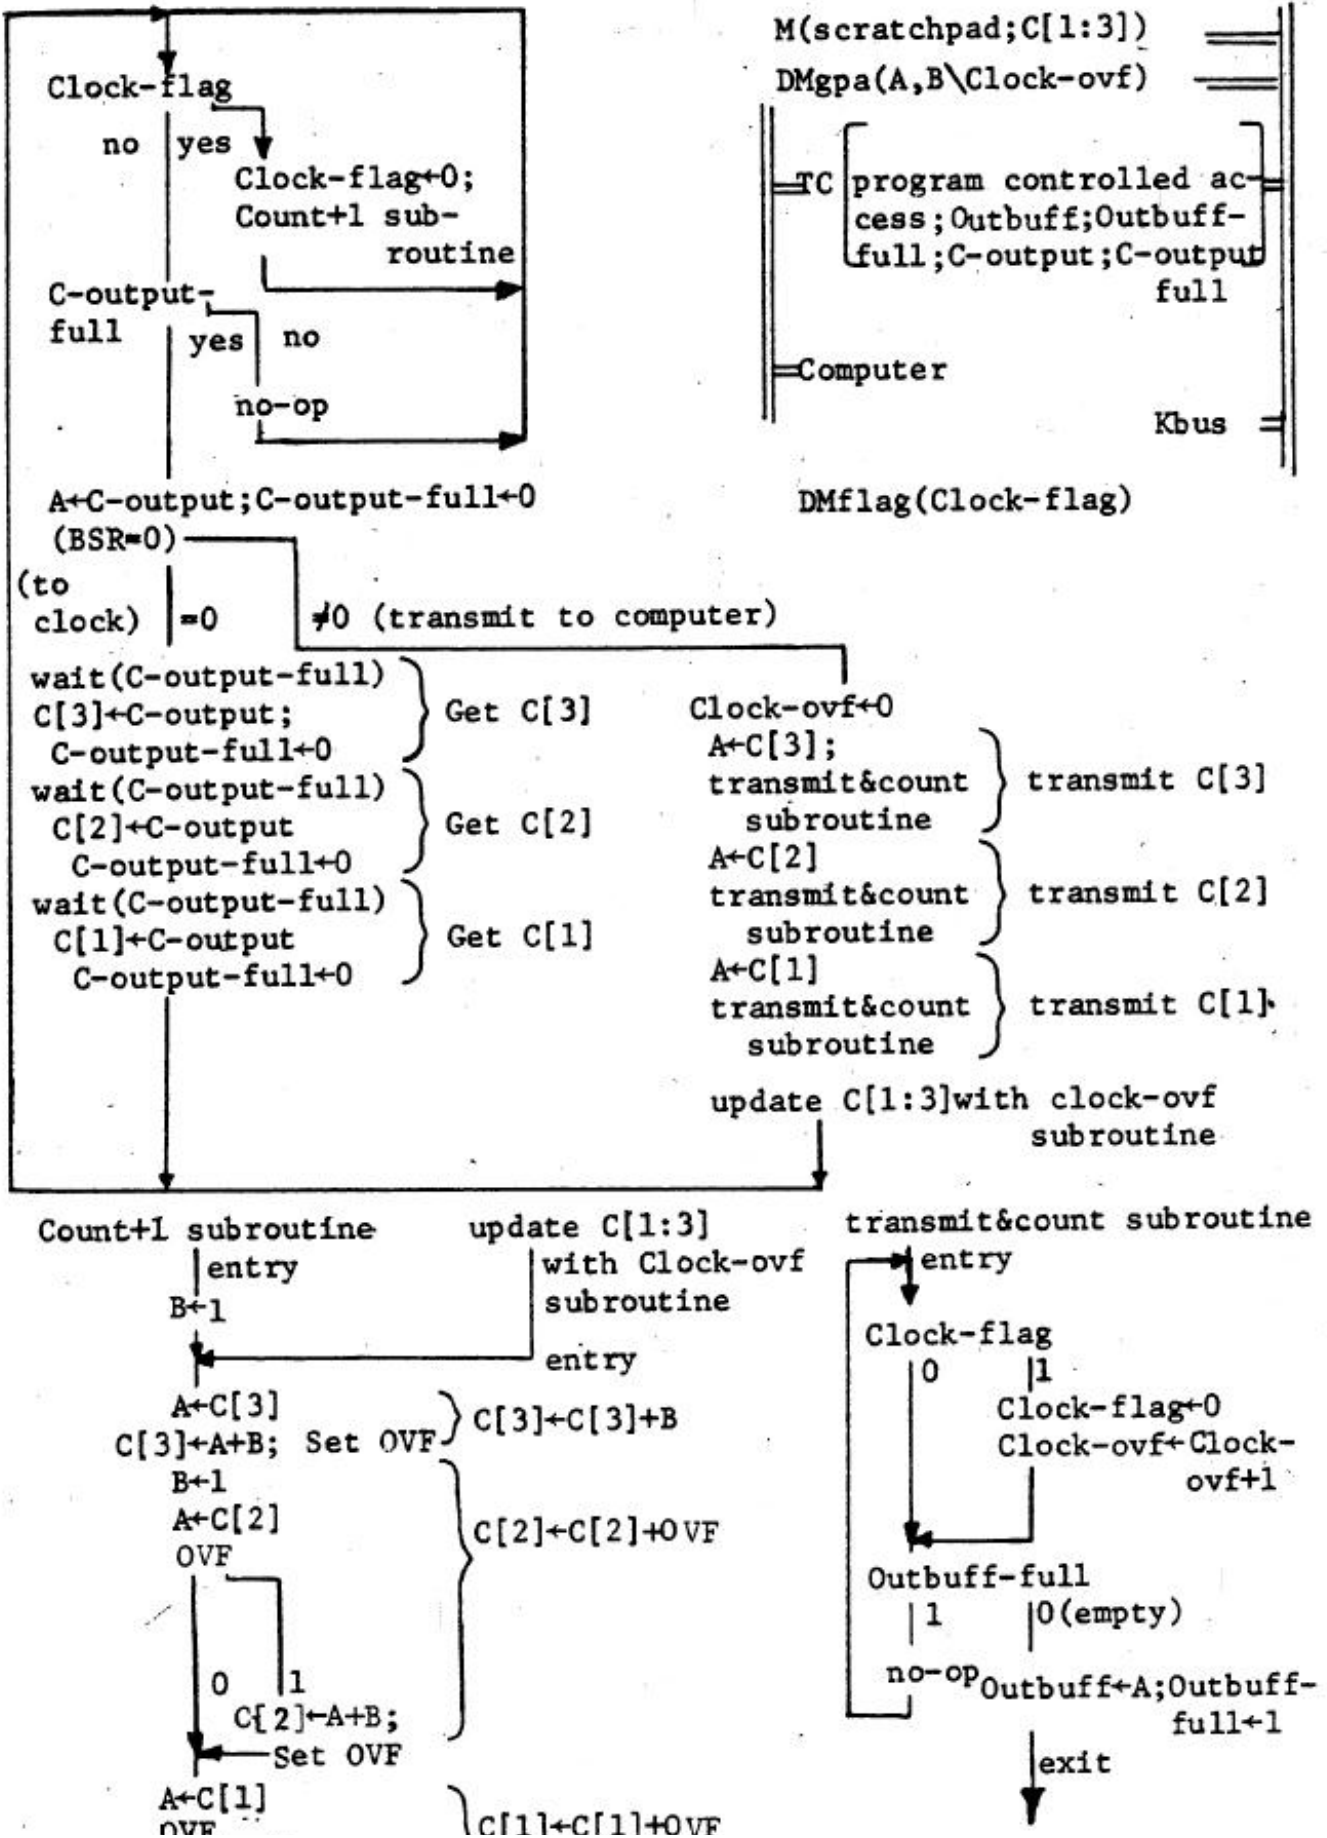 Clock-flag
no
yes
Clock-flag←0;
Count+1 sub-
routine
C-output-
full
yes
no
no-op
A←C-output;C-output-full←0
(BSR=0)
(to
clock)
=0
≠0 (transmit to computer)
wait(C-output-full)
C[3]←C-output;
C-output-full←0
Get C[3]
wait(C-output-full)
C[2]←C-output
C-output-full←0
Get C[2]
wait(C-output-full)
C[1]←C-output
C-output-full←0
Get C[1]
M(scratchpad;C[1:3])
DMgpa(A,B\Clock-ovf)
TC
program controlled ac-
cess;Outbuff;Outbuff-
full;C-output;C-output
full
Computer
Kbus
DMflag(Clock-flag)
Clock-ovf←0
A←C[3];
transmit&count
subroutine
transmit C[3]
A←C[2]
transmit&count
subroutine
transmit C[2]
A←C[1]
transmit&count
subroutine
transmit C[1]
update C[1:3]with clock-ovf
subroutine
Count+1 subroutine
entry
B←1
update C[1:3]
with Clock-ovf
subroutine
entry
A←C[3]
C[3]←A+B; Set OVF
C[3]←C[3]+B
B←1
A←C[2]
OVF
C[2]←C[2]+OVF
0
1
C[2]←A+B;
Set OVF
A←C[1]
OVF
C[1]←C[1]+OVF
transmit&count subroutine
entry
Clock-flag
0
1
Clock-flag←0
Clock-ovf←Clock-
ovf+1
Outbuff-full
1
0(empty)
no-op
Outbuff←A;Outbuff-
full←1
exit